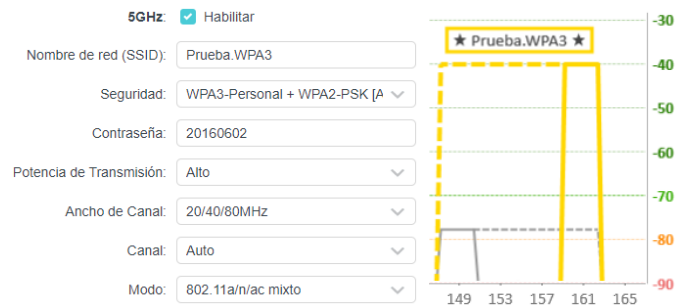 5GHz: Habilitar
Nombre de red (SSID): Prueba.WPA3
Seguridad: WPA3-Personal + WPA2-PSK [A
Contraseña: 20160602
Potencia de Transmisión: Alto
Ancho de Canal: 20/40/80MHz
Canal: Auto
Modo: 802.11a/n/ac mixto
★ Prueba.WPA3 ★
-30
-40
-50
-60
-70
-80
-90
149 153 157 161 165